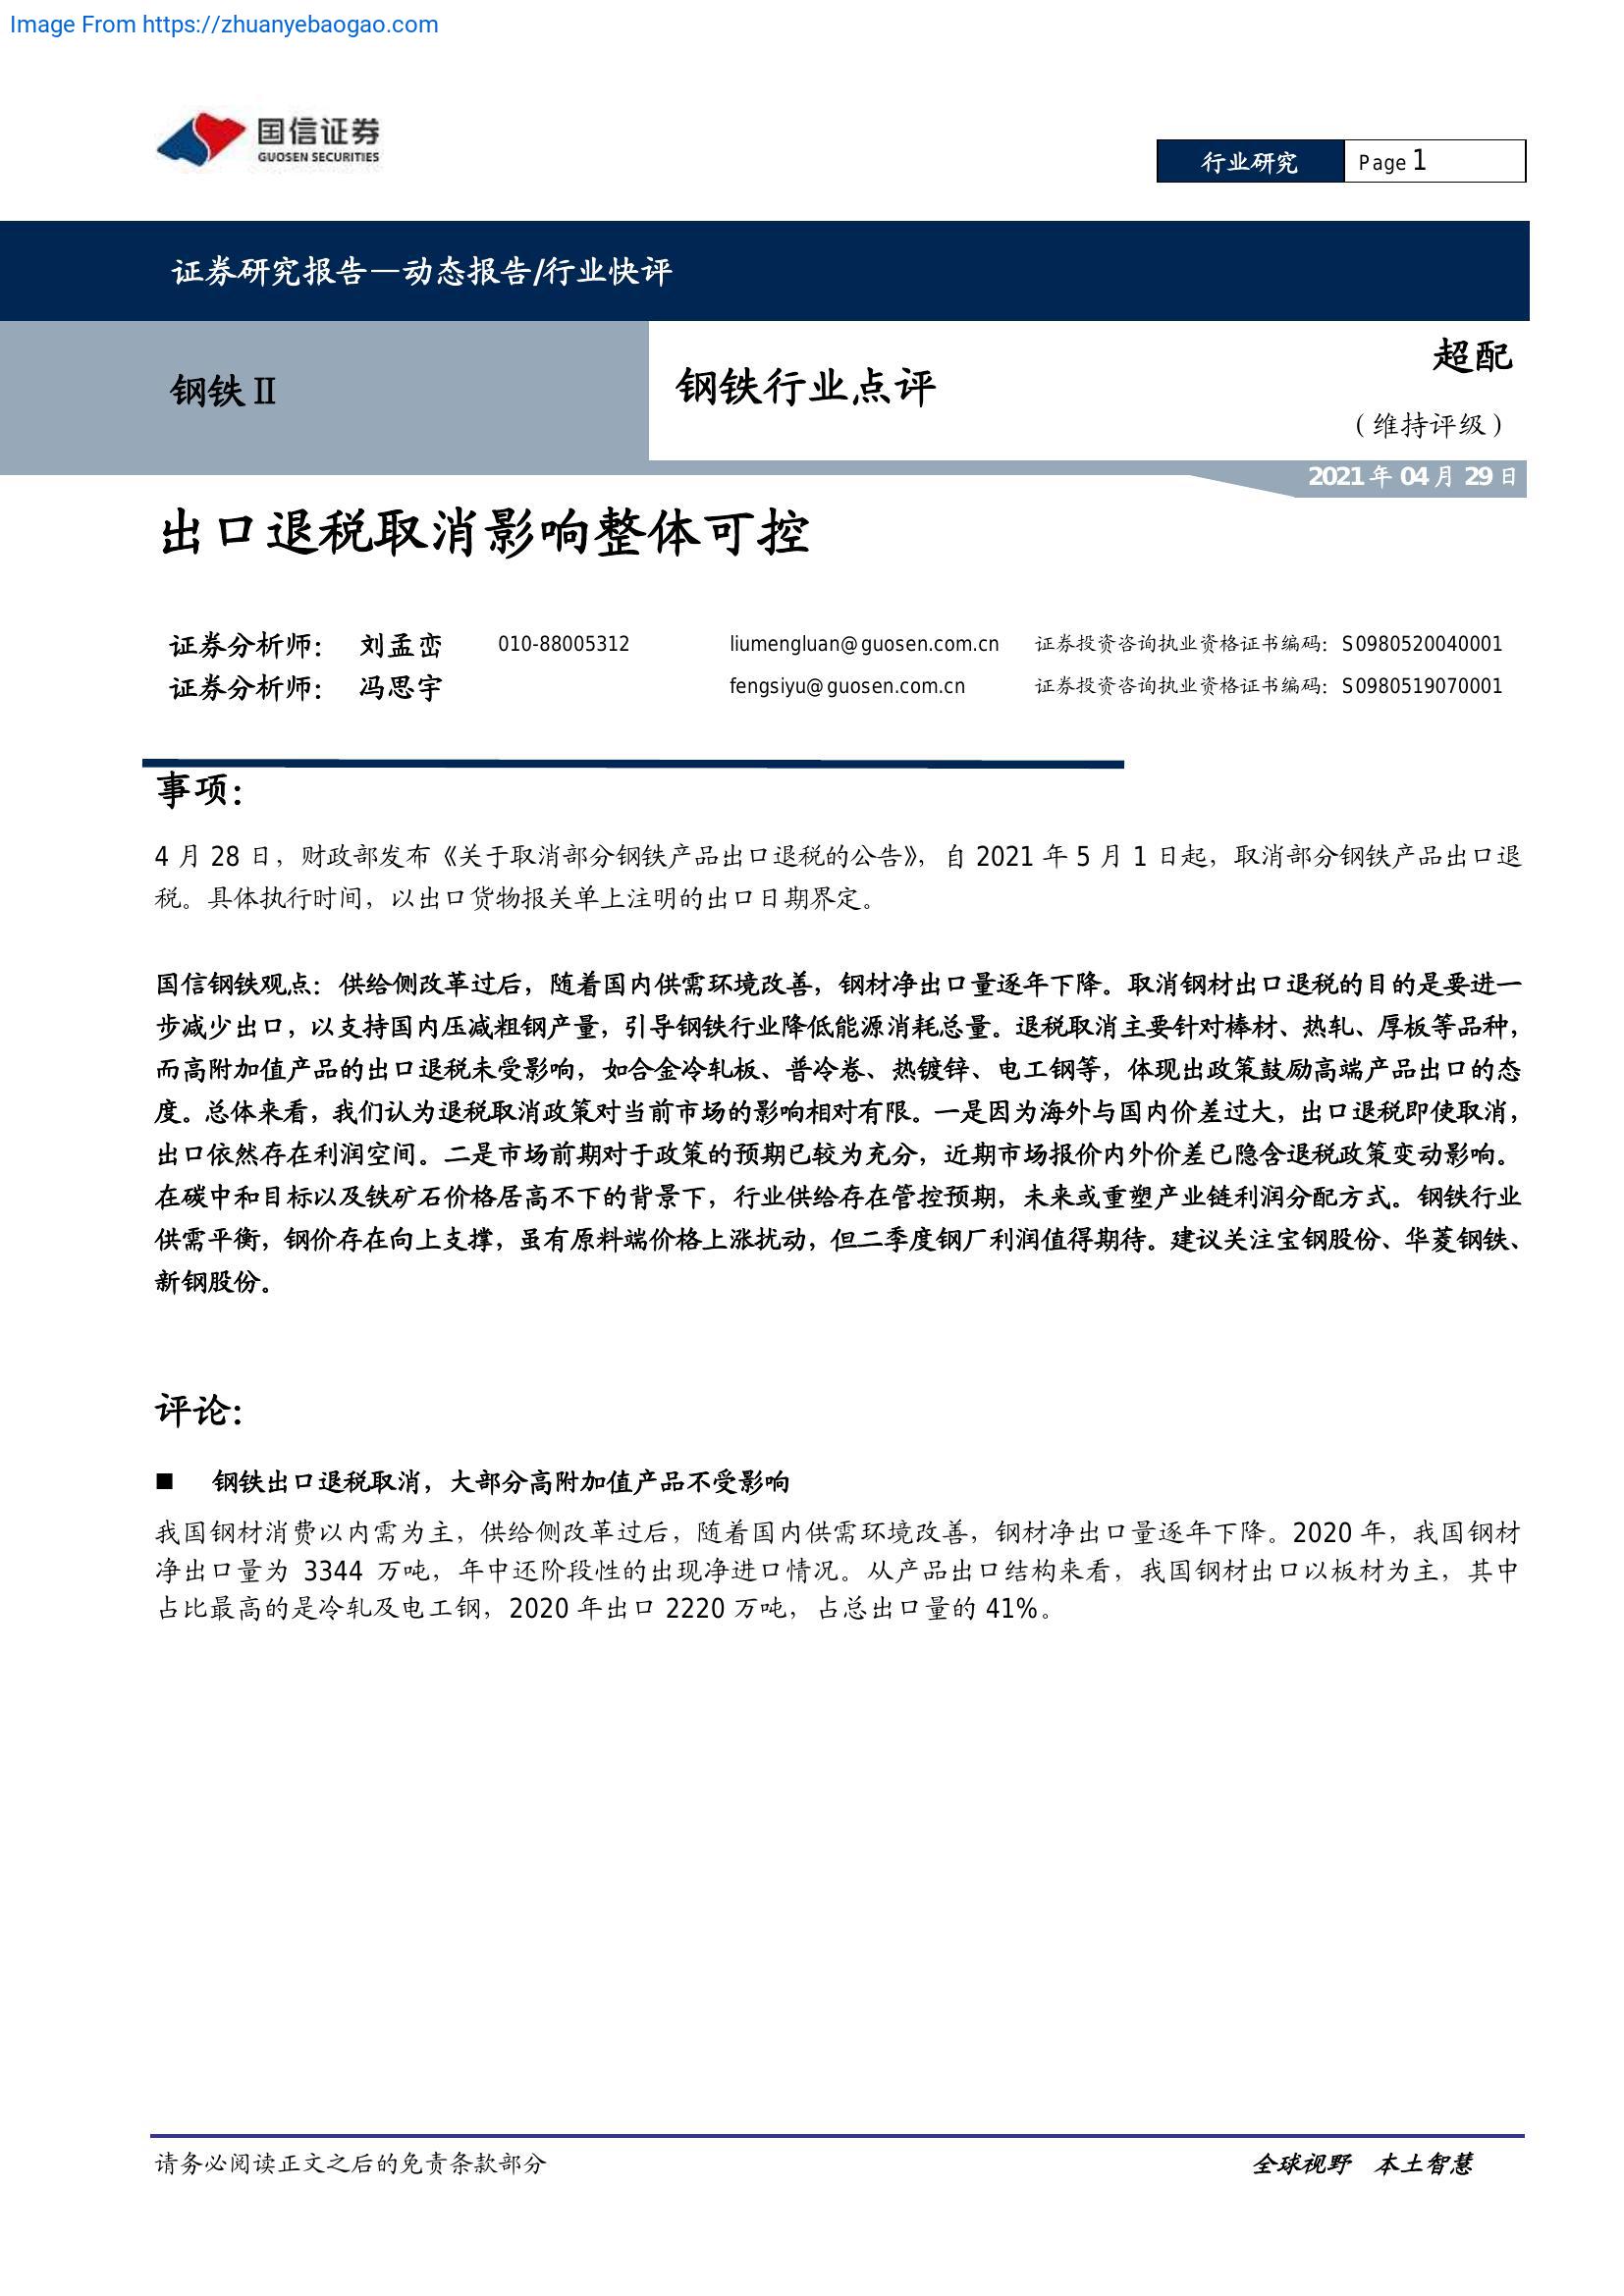 Image From https://zhuanyebaogao.com
国信证券
GUOSEN SECURITIES
行业研究 Page 1
证券研究报告—动态报告/行业快评
钢铁Ⅱ
钢铁行业点评
超配
（维持评级）
2021 年 04 月 29 日
出口退税取消影响整体可控
证券分析师： 刘孟峦 010-88005312 liumengluan@guosen.com.cn 证券投资咨询执业资格证书编码：S0980520040001
证券分析师： 冯思宇 fengsiyu@guosen.com.cn 证券投资咨询执业资格证书编码：S0980519070001
事项：
4 月 28 日，财政部发布《关于取消部分钢铁产品出口退税的公告》，自 2021 年 5 月 1 日起，取消部分钢铁产品出口退
税。具体执行时间，以出口货物报关单上注明的出口日期界定。
国信钢铁观点：供给侧改革过后，随着国内供需环境改善，钢材净出口量逐年下降。取消钢材出口退税的目的是要进一
步减少出口，以支持国内压减粗钢产量，引导钢铁行业降低能源消耗总量。退税取消主要针对棒材、热轧、厚板等品种，
而高附加值产品的出口退税未受影响，如合金冷轧板、普冷卷、热镀锌、电工钢等，体现出政策鼓励高端产品出口的态
度。总体来看，我们认为退税取消政策对当前市场的影响相对有限。一是因为海外与国内价差过大，出口退税即使取消，
出口依然存在利润空间。二是市场前期对于政策的预期已较为充分，近期市场报价内外价差已隐含退税政策变动影响。
在碳中和目标以及铁矿石价格居高不下的背景下，行业供给存在管控预期，未来或重塑产业链利润分配方式。钢铁行业
供需平衡，钢价存在向上支撑，虽有原料端价格上涨扰动，但二季度钢厂利润值得期待。建议关注宝钢股份、华菱钢铁、
新钢股份。
评论：
■ 钢铁出口退税取消，大部分高附加值产品不受影响
我国钢材消费以内需为主，供给侧改革过后，随着国内供需环境改善，钢材净出口量逐年下降。2020 年，我国钢材
净出口量为 3344 万吨，年中还阶段性的出现净进口情况。从产品出口结构来看，我国钢材出口以板材为主，其中
占比最高的是冷轧及电工钢，2020 年出口 2220 万吨，占总出口量的 41%。
请务必阅读正文之后的免责条款部分 全球视野 本土智慧